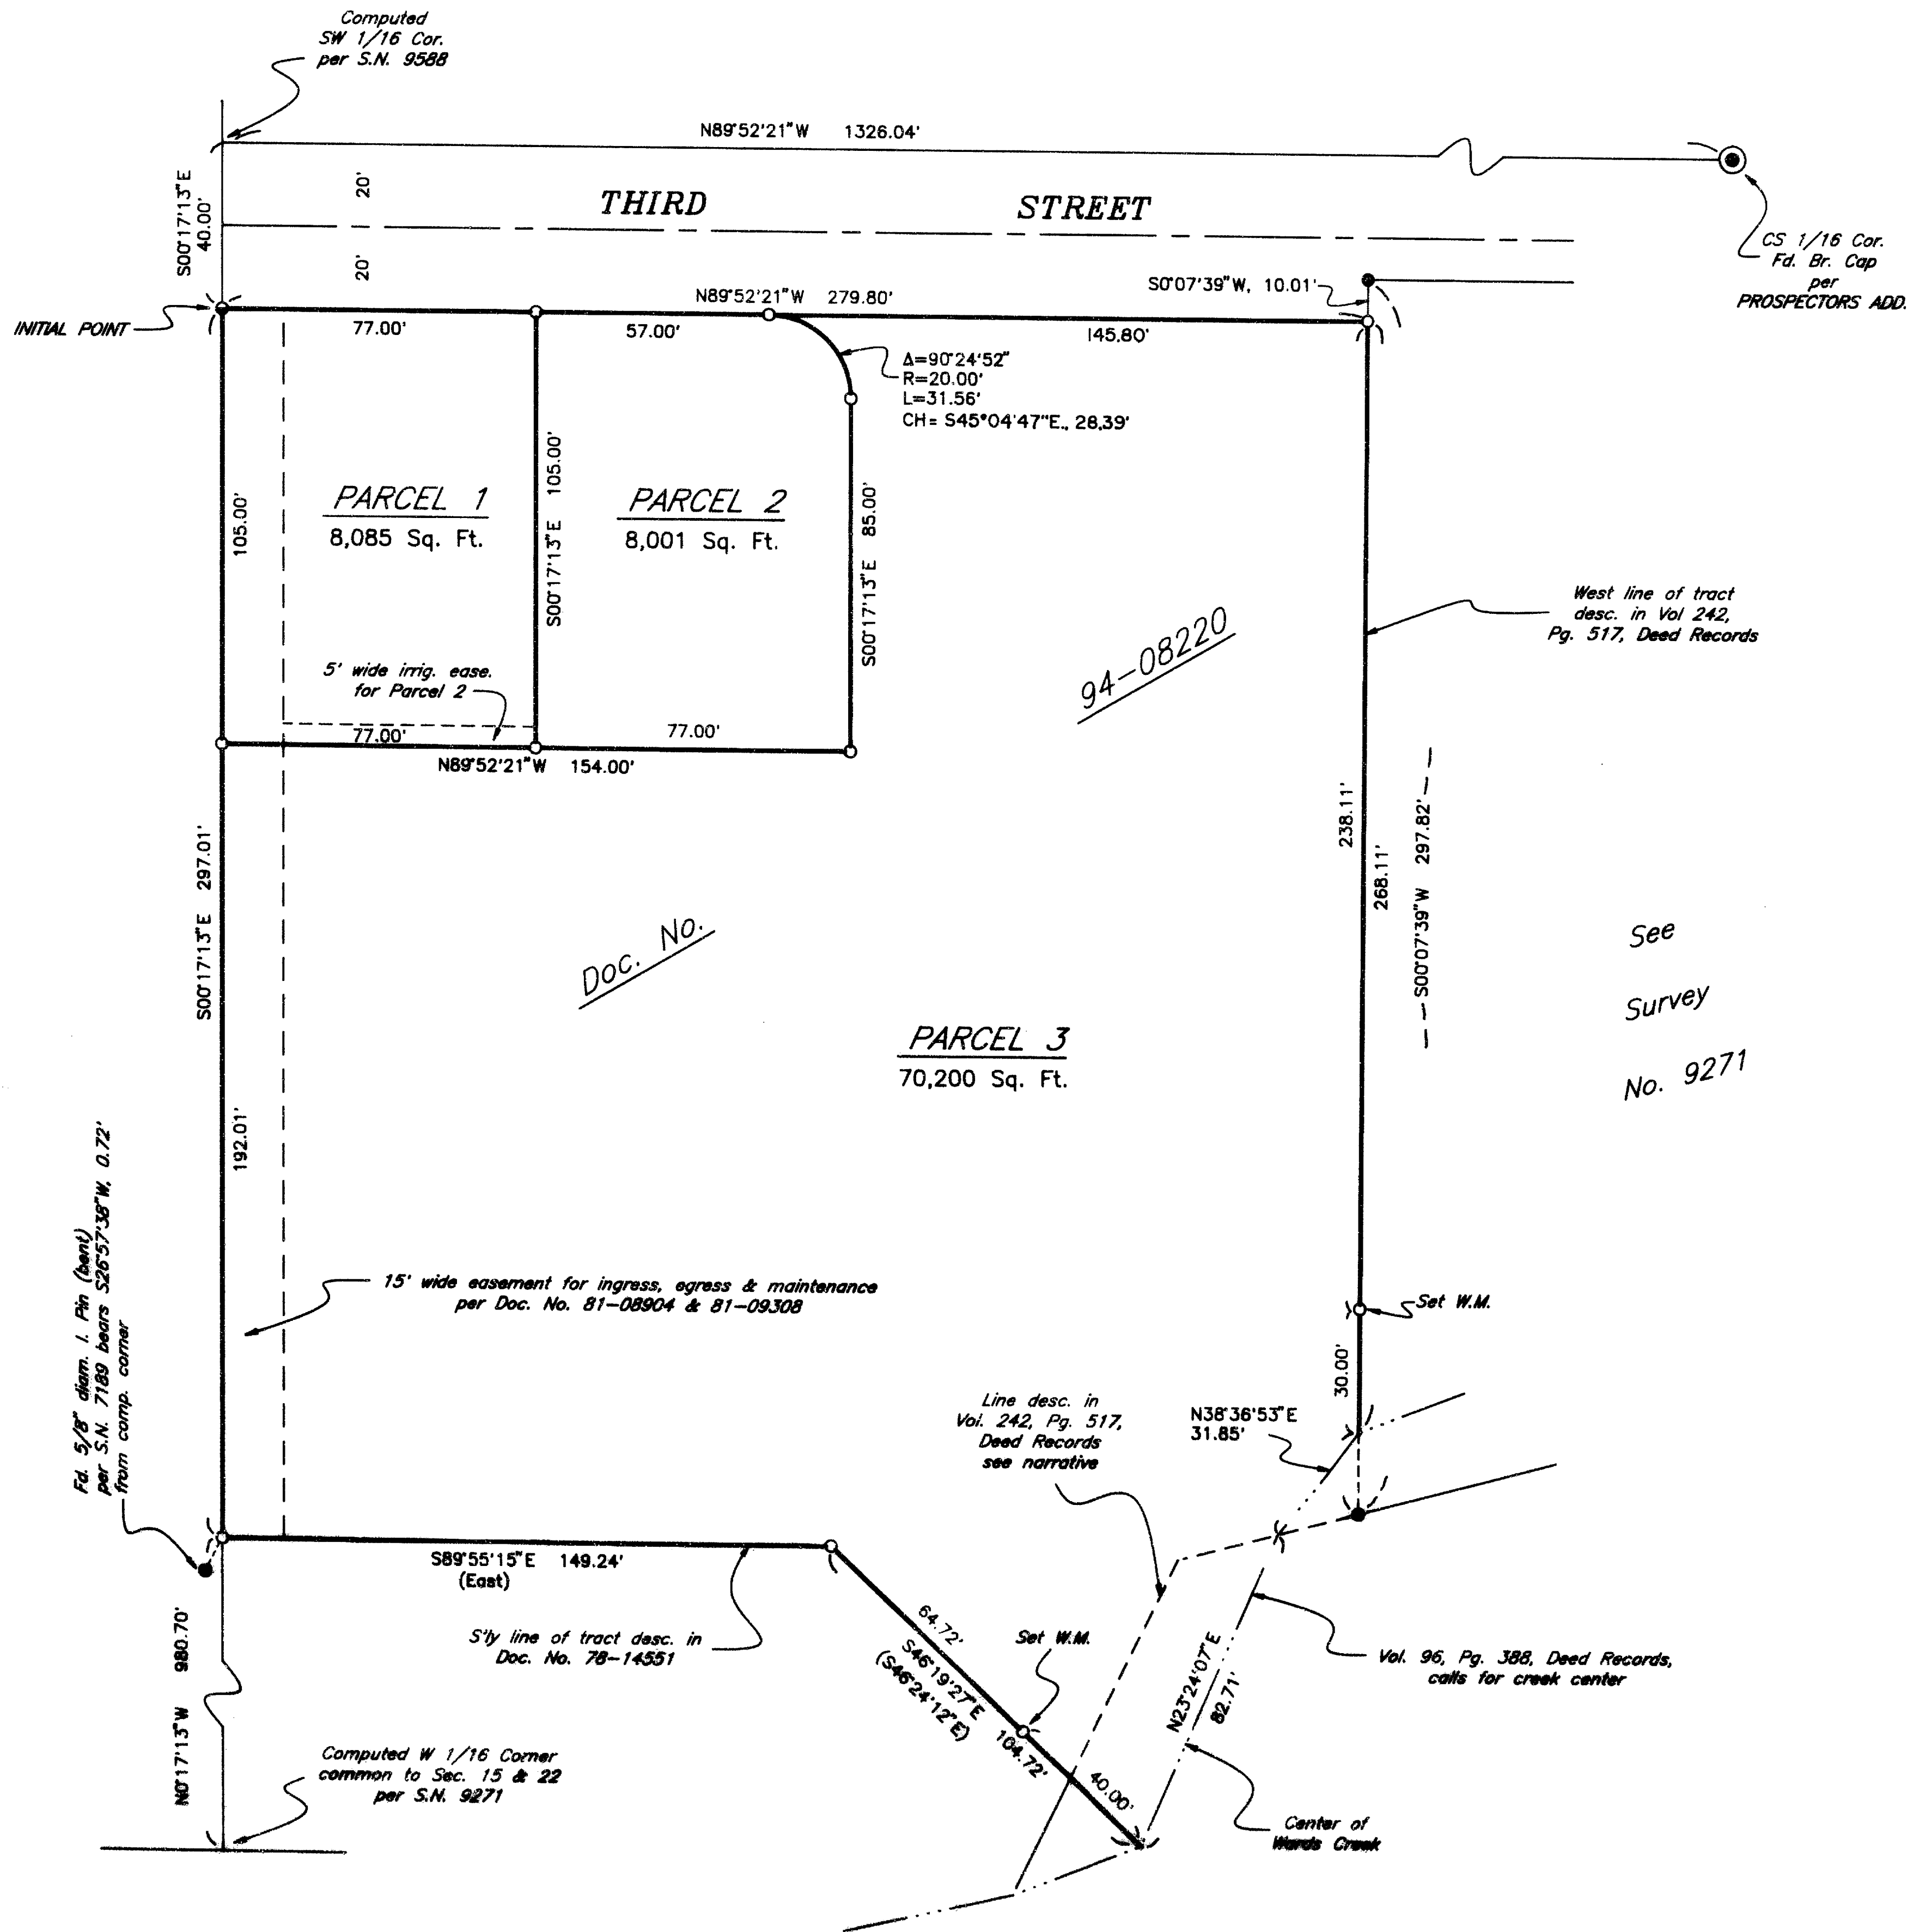 Computed
SW 1/16 Cor.
per S.N. 9588
N89°52'21"W 1326.04'
S00°17'13"E
40.00'
20'
THIRD STREET
20'
CS 1/16 Cor.
Fd. Br. Cap
per
PROSPECTORS ADD.
INITIAL POINT
N89°52'21"W 279.80'
S0°07'39"W, 10.01'
77.00'
57.00'
145.80'
Δ=90°24'52"
R=20.00'
L=31.56'
CH= S45°04'47"E., 28.39'
105.00'
PARCEL 1
8,085 Sq. Ft.
S00°17'13"E 105.00'
PARCEL 2
8,001 Sq. Ft.
S00°17'13"E 85.00'
West line of tract
desc. in Vol 242,
Pg. 517, Deed Records
94-08220
5' wide irrig. ease.
for Parcel 2
77.00'
77.00'
N89°52'21"W 154.00'
S00°17'13"E 297.01'
238.11'
268.11'
S00°07'39"W 297.82'
Doc. No.
See
Survey
No. 9271
PARCEL 3
70,200 Sq. Ft.
192.01'
Fd. 5/8" diam. I. Pin (bent)
per S.N. 7189 bears S26°57'38"W, 0.72'
from comp. corner
15' wide easement for ingress, egress & maintenance
per Doc. No. 81-08904 & 81-09308
Set W.M.
30.00'
Line desc. in
Vol. 242, Pg. 517,
Deed Records
see narrative
N38°36'53"E
31.85'
S89°55'15"E 149.24'
(East)
S'ly line of tract desc. in
Doc. No. 78-14551
64.72'
S46°19'27"E
(S46°24'12"E)
104.72'
Set W.M.
40.00'
N23°24'07"E
82.71'
Vol. 96, Pg. 388, Deed Records,
calls for creek center
N0°17'13"W 980.70'
Computed W 1/16 Corner
common to Sec. 15 & 22
per S.N. 9271
Center of
Wards Creek